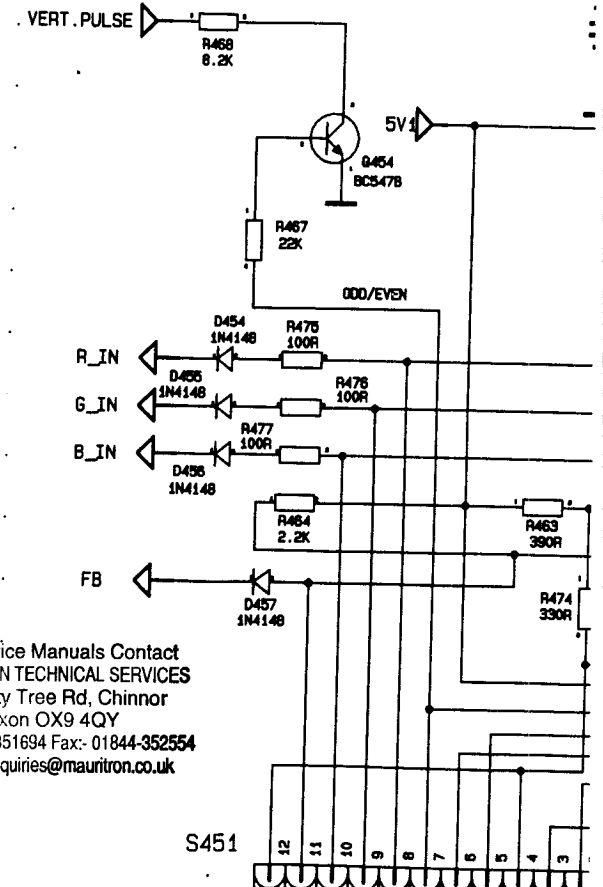 VERT.PULSE
R468
8.2K
5V1
Q454
BC547B
R467
22K
ODD/EVEN
D454
1N4148
R475
100R
R_IN
D455
1N4148
R476
100R
G_IN
R477
100R
B_IN
D456
1N4148
R464
2.2K
R463
390R
FB
D457
1N4148
R474
330R
ice Manuals Contact
N TECHNICAL SERVICES
y Tree Rd, Chinnor
xon OX9 4QY
351694 Fax:- 01844-352554
quiries@mauritron.co.uk
S451
12 11 10 9 8 7 6 5 4 3